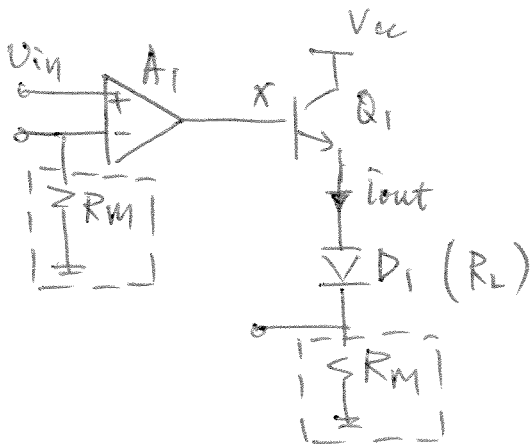 Vcc
Vin
A1
X
Q1
+
-
iout
RM
D1 (RL)
RM